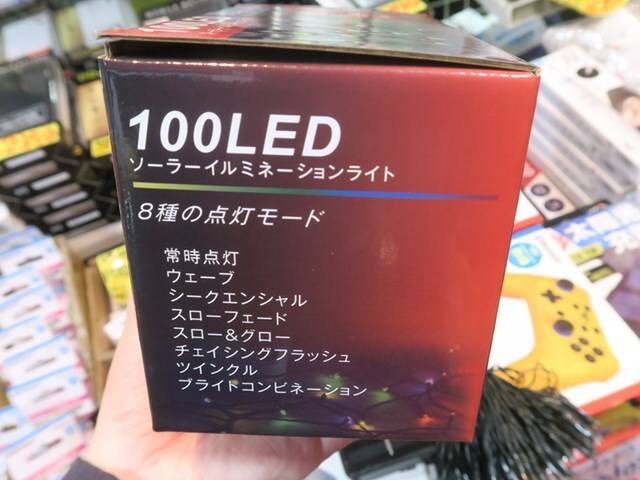 100LED
ソーラーイルミネーションライト
8種の点灯モード
常時点灯
ウェーブ
シークエンシャル
スローフェード
スロー&グロー
チェイシングフラッシュ
ツインクル
ブライトコンビネーション